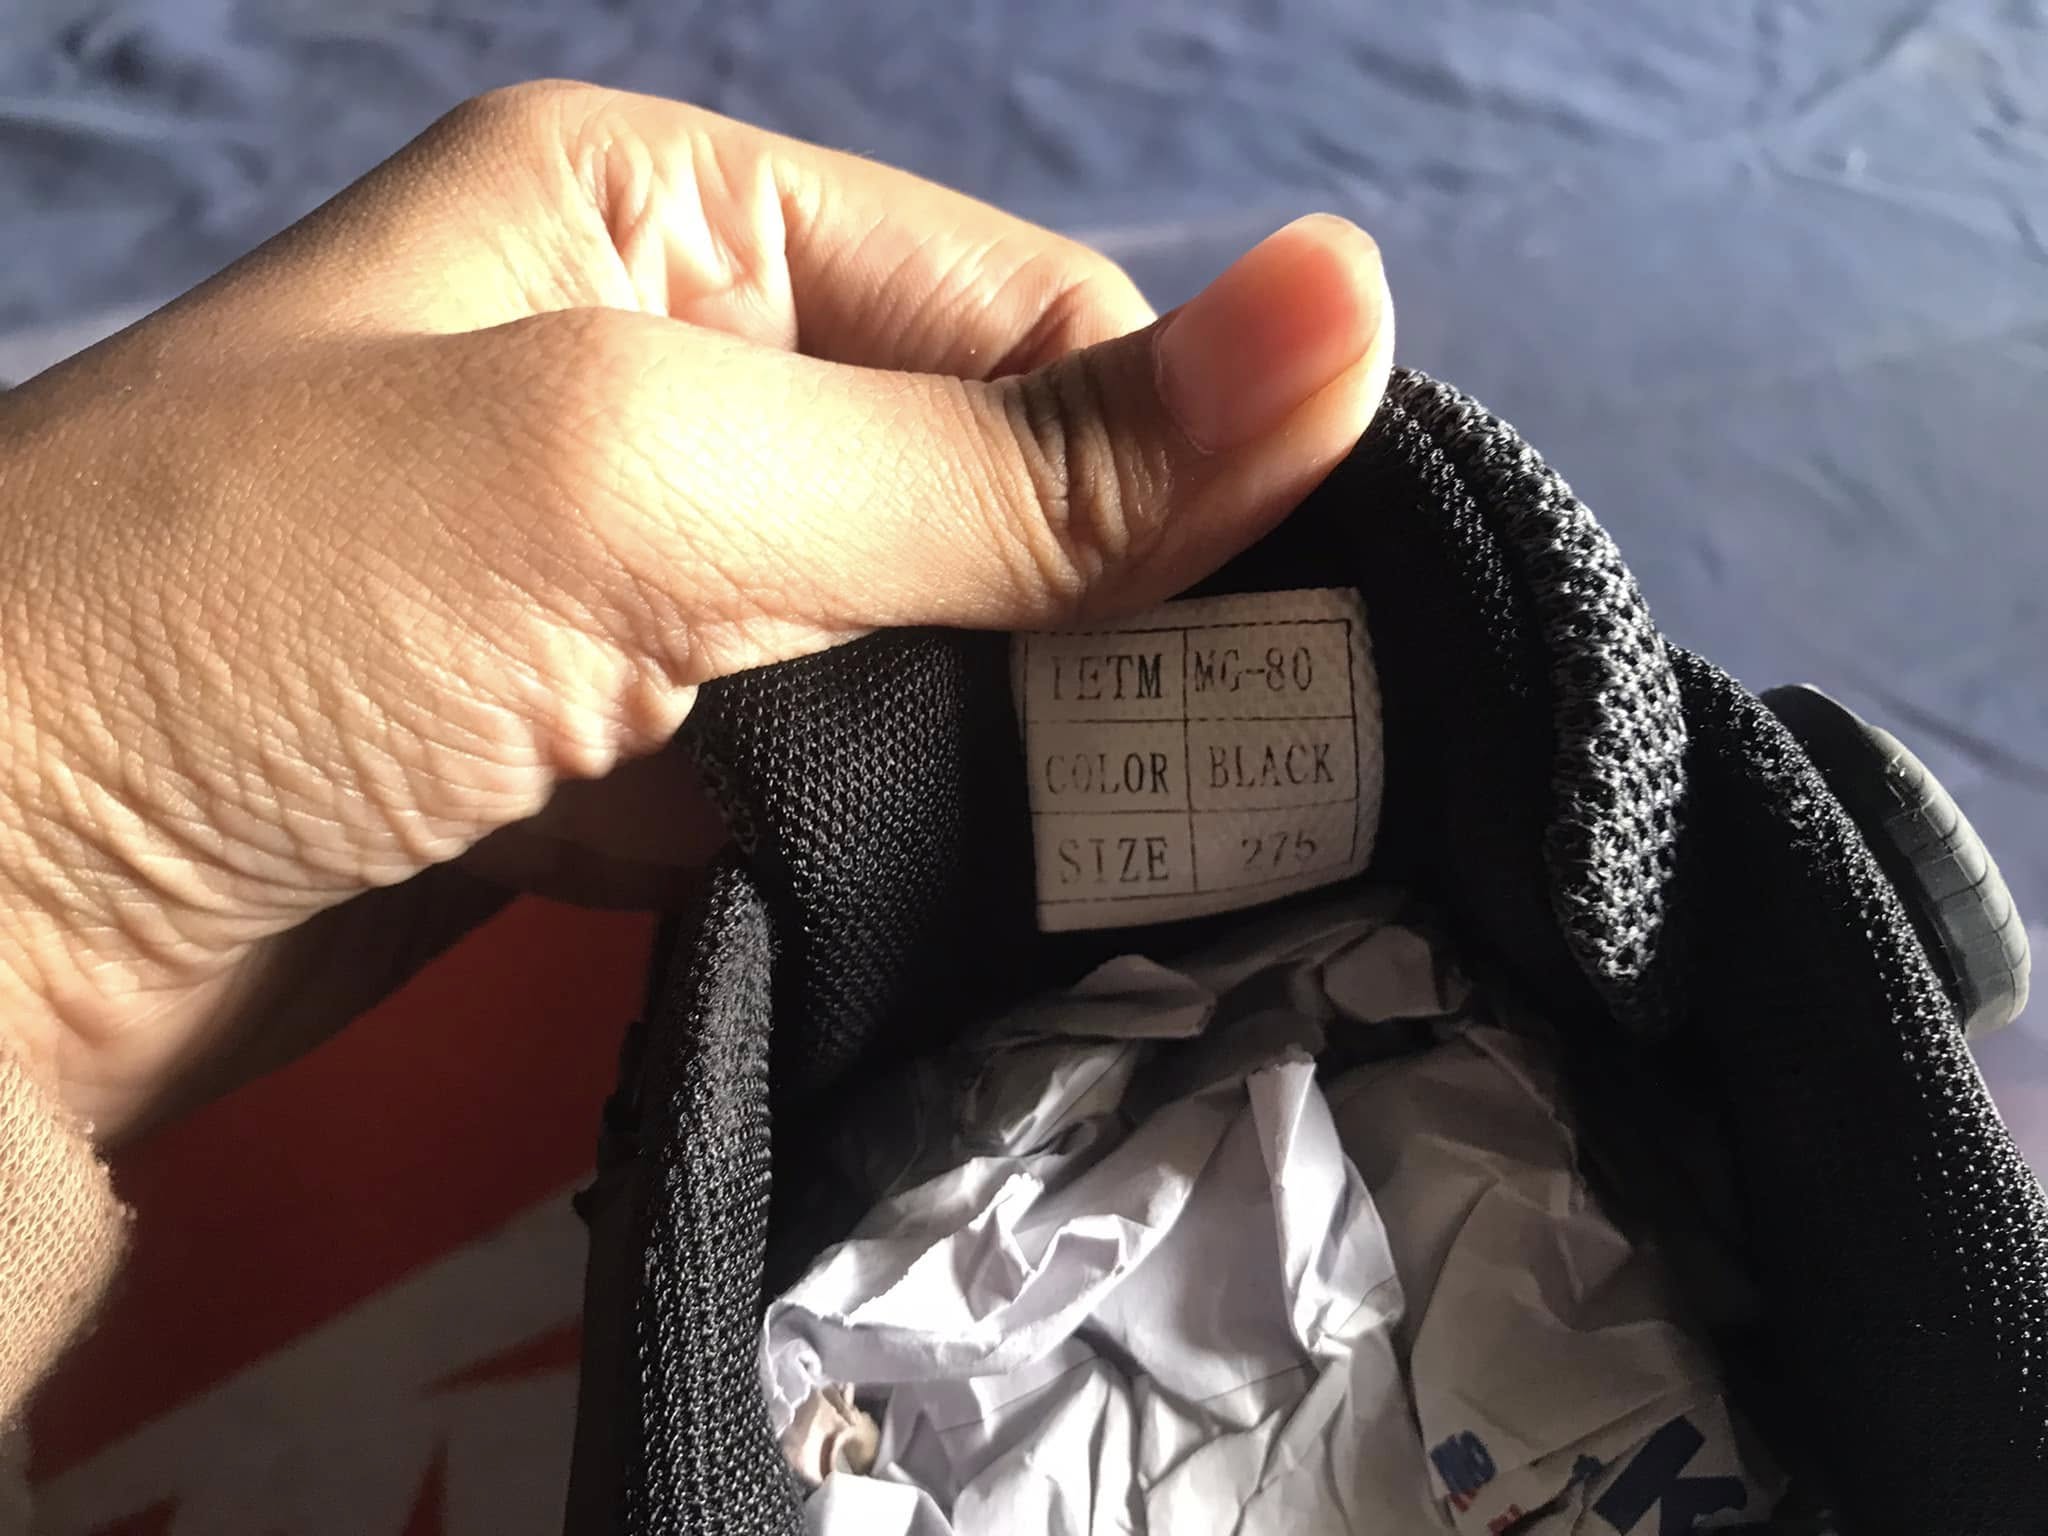 IETM MG-80
COLOR BLACK
SIZE 275